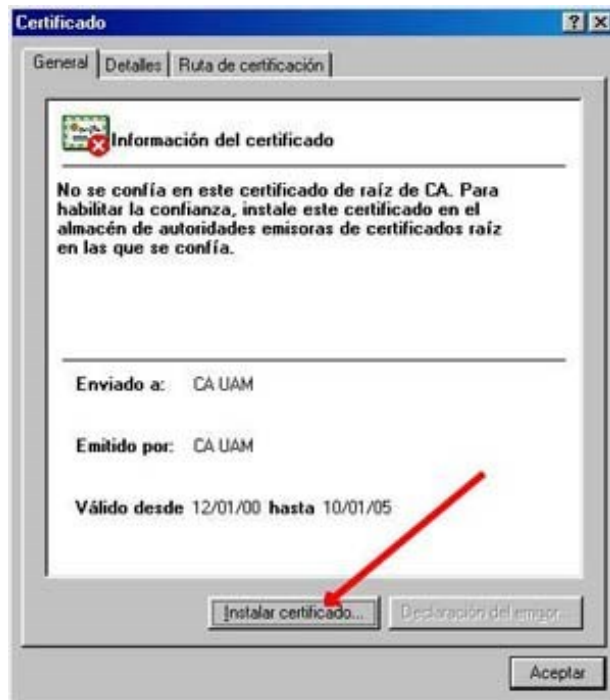 Certificado
General Detalles Ruta de certificación
Información del certificado
No se confía en este certificado de raíz de CA. Para
habilitar la confianza, instale este certificado en el
almacén de autoridades emisoras de certificados raíz
en las que se confía.
Enviado a: CA UAM
Emitido por: CA UAM
Válido desde 12/01/00 hasta 10/01/05
Instalar certificado... Declaración del emisor...
Aceptar